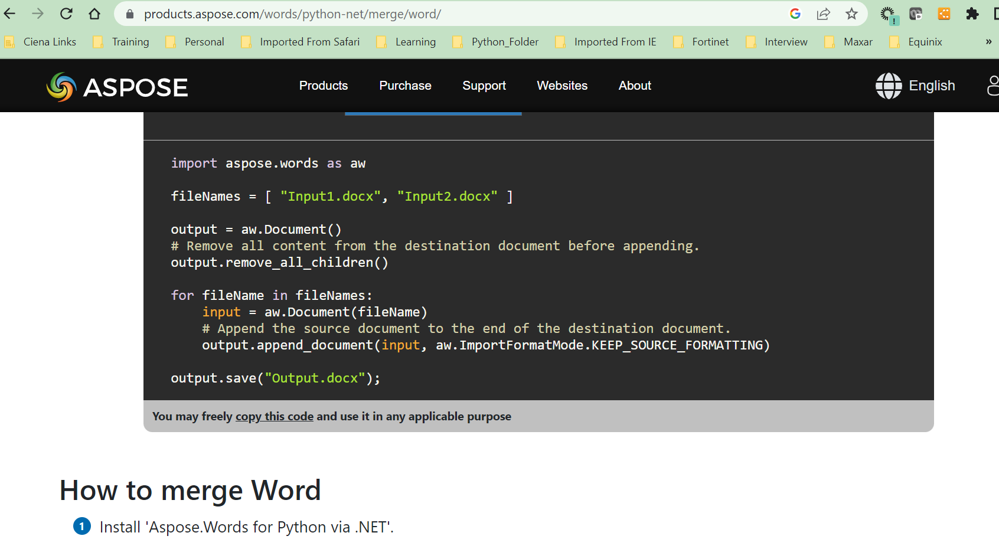 products.aspose.com/words/python-net/merge/word/
Ciena Links Training Personal Imported From Safari Learning Python_Folder Imported From IE Fortinet Interview Maxar Equinix »
ASPOSE Products Purchase Support Websites About English
import aspose.words as aw
fileNames = [ "Input1.docx", "Input2.docx" ]
output = aw.Document()
# Remove all content from the destination document before appending.
output.remove_all_children()
for fileName in fileNames:
    input = aw.Document(fileName)
    # Append the source document to the end of the destination document.
    output.append_document(input, aw.ImportFormatMode.KEEP_SOURCE_FORMATTING)
output.save("Output.docx");
You may freely copy this code and use it in any applicable purpose
How to merge Word
1 Install 'Aspose.Words for Python via .NET'.